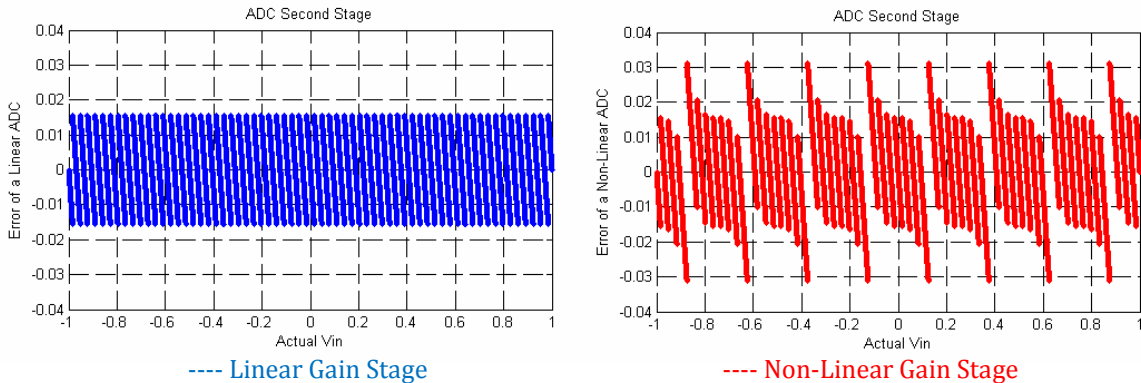 ADC Second Stage
Error of a Linear ADC
0.04
0.03
0.02
0.01
0
-0.01
-0.02
-0.03
-0.04
-1 -0.8 -0.6 -0.4 -0.2 0 0.2 0.4 0.6 0.8 1
Actual Vin
---- Linear Gain Stage
ADC Second Stage
Error of a Non-Linear ADC
0.04
0.03
0.02
0.01
0
-0.01
-0.02
-0.03
-0.04
-1 -0.8 -0.6 -0.4 -0.2 0 0.2 0.4 0.6 0.8 1
Actual Vin
---- Non-Linear Gain Stage